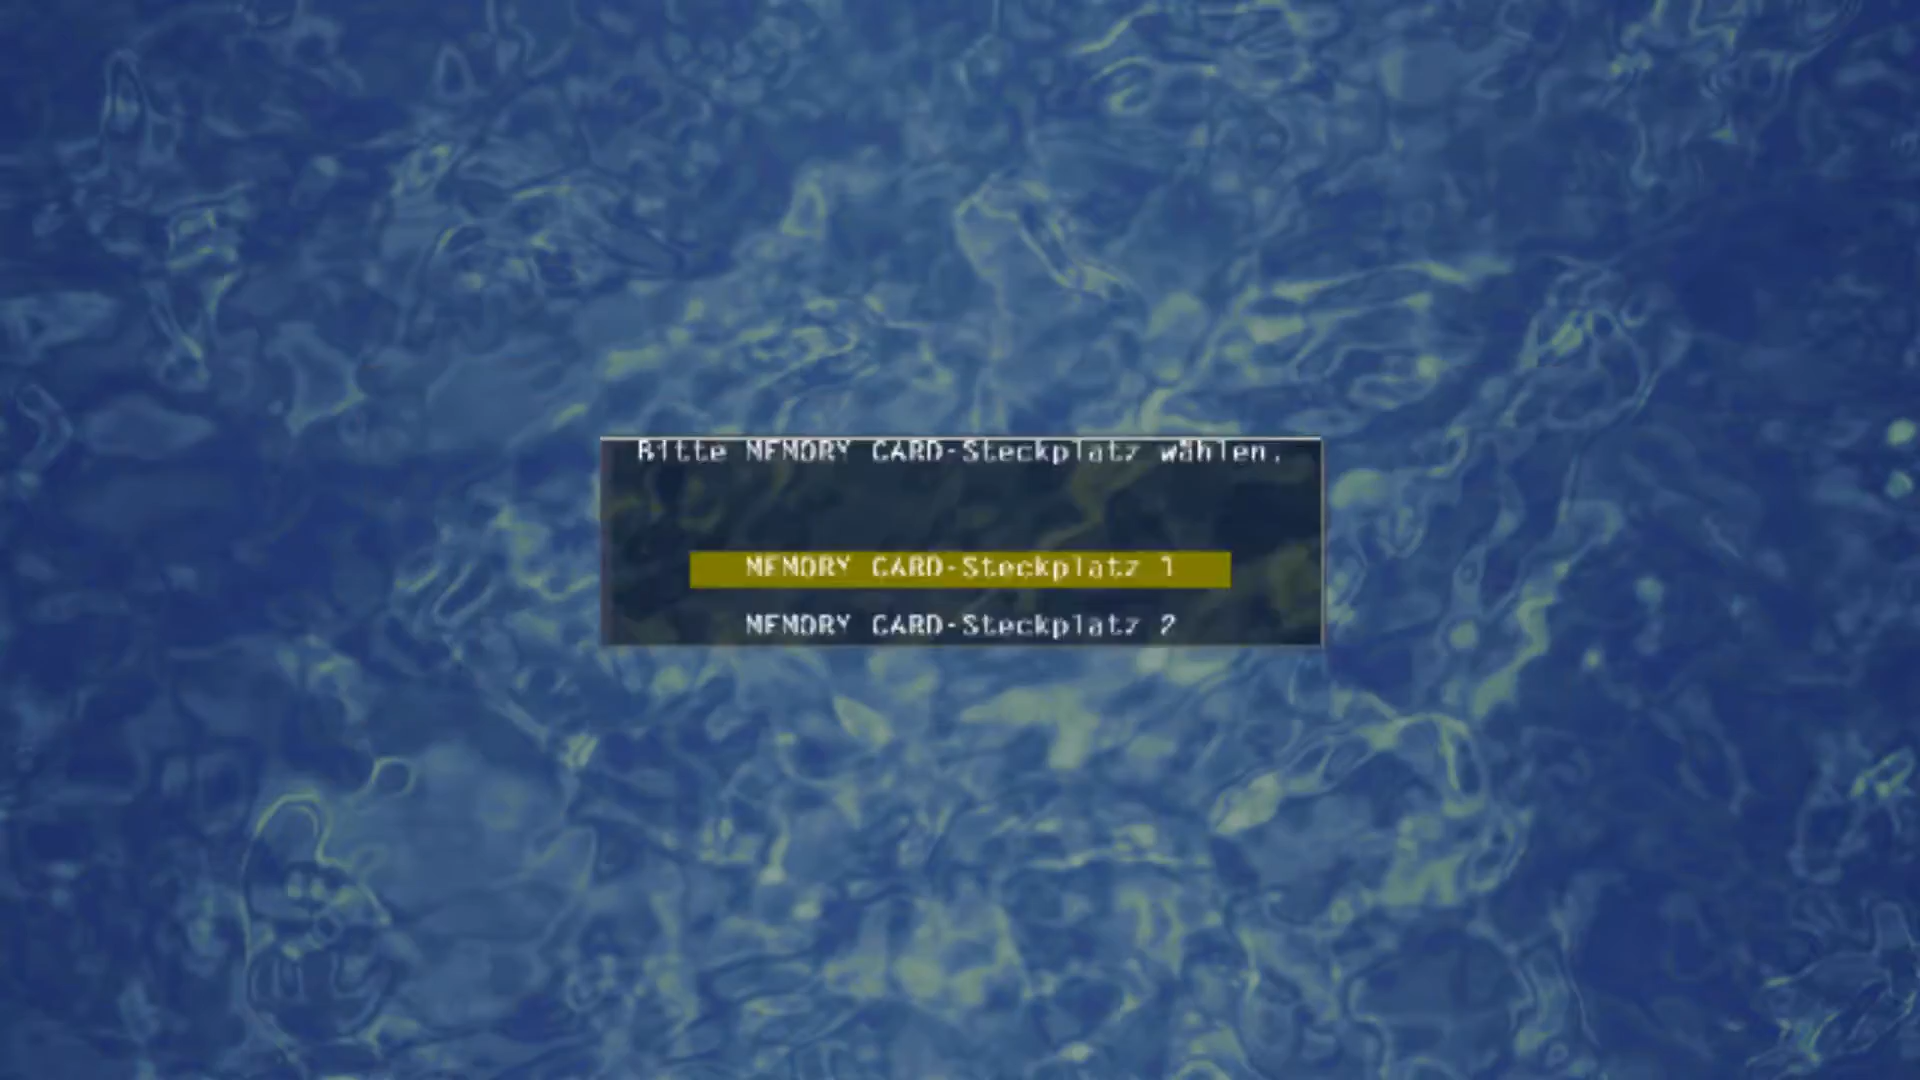 Bitte MEMORY CARD-Steckplatz wählen.
MEMORY CARD-Steckplatz 1
MEMORY CARD-Steckplatz 2